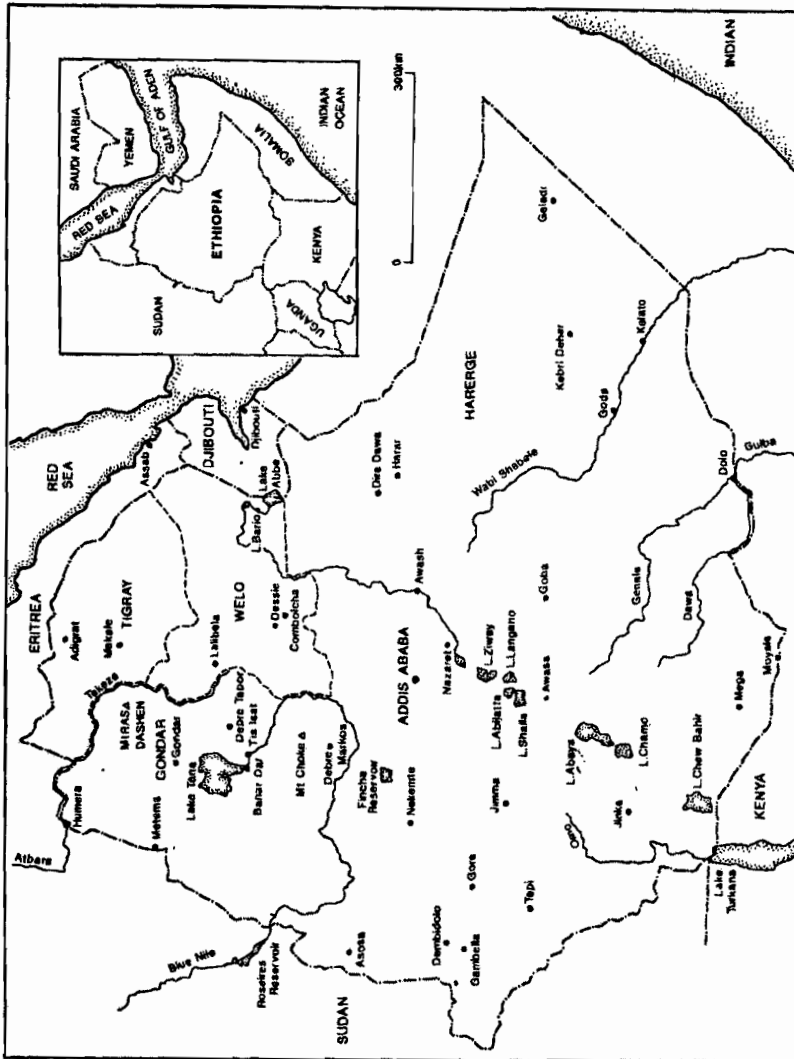 SAUDI ARABIA
YEMEN
RED SEA
GULF OF ADEN
SUDAN
ETHIOPIA
SOMALIA
UGANDA
KENYA
INDIAN
OCEAN
0 300km
RED
SEA
ERITREA
Adigrat
TIGRAY
Mekele
Assab
DJIBOUTI
Djibouti
Atbara
Humera
Tekeze
MT RAS
DASHEN
GONDAR
Gondar
Metema
Lalibela
WELO
L.Bario
Lake
Abbe
Lake Tana
Debre Tabor
Tis Isat
Bahar Dar
Dessie
Combolcha
Blue Nile
Roseires
Reservoir
Mt Choke
Debre
Markos
SUDAN
Asosa
Fincha
Reservoir
Nekemte
ADDIS ABABA
Nazaret
Awash
Dire Dawa
Harar
HARERGE
Dembidolo
Gambella
Gore
Jimma
L.Ziway
L.Abijatta
L.Langano
L.Shalla
Awasa
Goba
Wabi Shebele
Geladi
Kebri Dehar
Tepi
Omo
Jinka
L.Abaya
L.Chamo
Genale
Dawa
Gode
Kelafo
Lake
Turkana
L.Chew Bahir
KENYA
Mega
Moyale
Dolo
Gulba
INDIAN